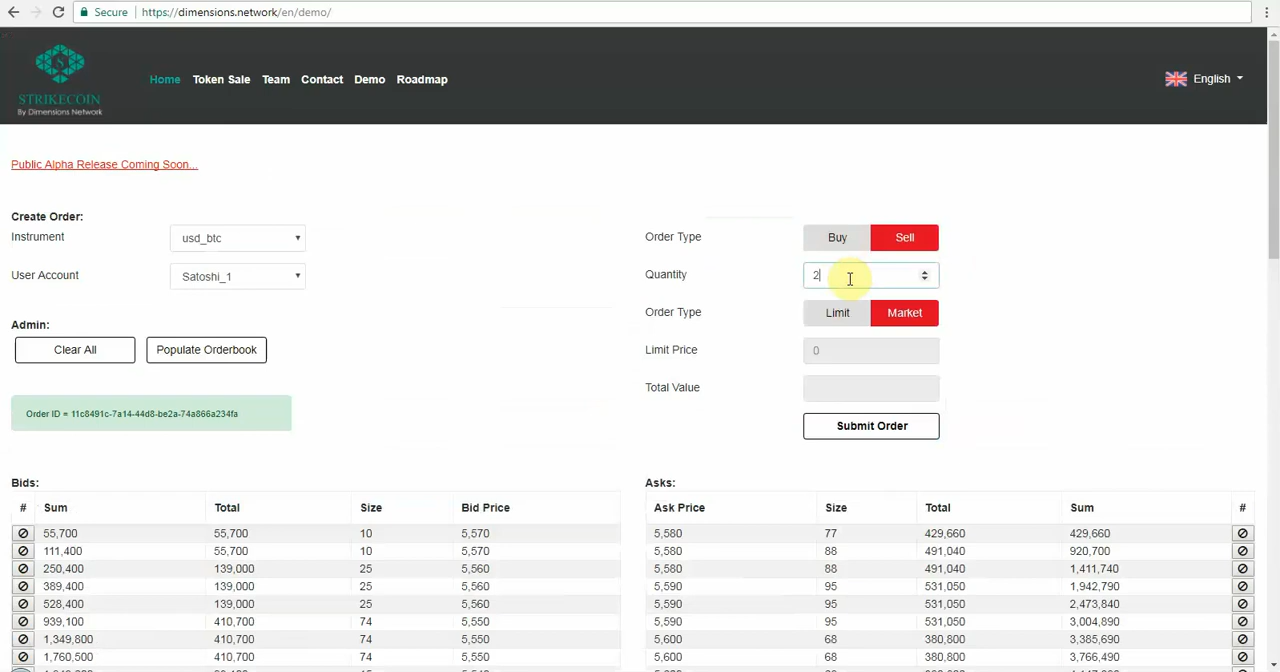 Secure https://dimensions.network/en/demo/
STRIKECOIN
By Dimensions Network
Home Token Sale Team Contact Demo Roadmap English
Public Alpha Release Coming Soon...
Create Order:
Instrument usd_btc
User Account Satoshi_1
Admin:
Clear All Populate Orderbook
Order ID = 11c8491c-7a14-44d8-be2a-74a866a234fa
Order Type Buy Sell
Quantity 2
Order Type Limit Market
Limit Price 0
Total Value
Submit Order
Bids:
# Sum Total Size Bid Price
55,700 55,700 10 5,570
111,400 55,700 10 5,570
250,400 139,000 25 5,560
389,400 139,000 25 5,560
528,400 139,000 25 5,560
939,100 410,700 74 5,550
1,349,800 410,700 74 5,550
1,760,500 410,700 74 5,550
Asks:
Ask Price Size Total Sum #
5,580 77 429,660 429,660
5,580 88 491,040 920,700
5,580 88 491,040 1,411,740
5,590 95 531,050 1,942,790
5,590 95 531,050 2,473,840
5,590 95 531,050 3,004,890
5,600 68 380,800 3,385,690
5,600 68 380,800 3,766,490